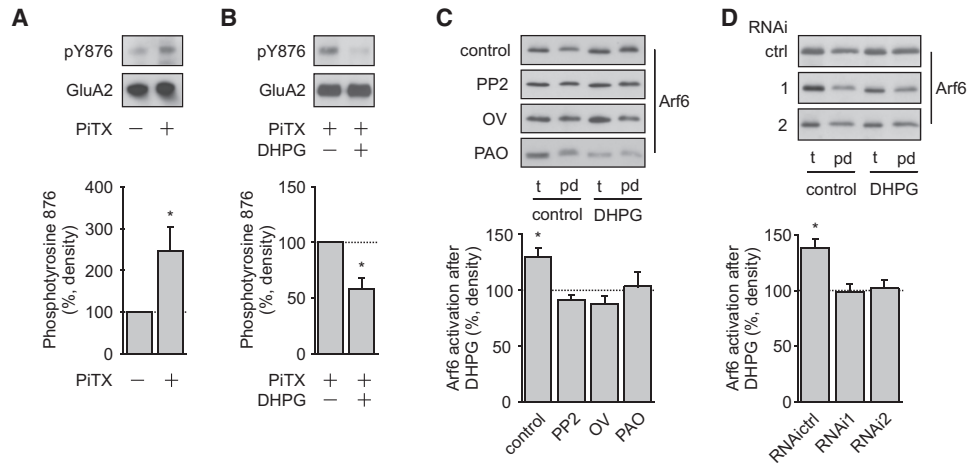 A
pY876
GluA2
PiTX − +
Phosphotyrosine 876
(%, density)
400
300
200
100
0
*
PiTX − +
B
pY876
GluA2
PiTX + +
DHPG − +
Phosphotyrosine 876
(%, density)
150
100
50
0
*
PiTX + +
DHPG − +
C
control
PP2
OV
PAO
Arf6
t pd t pd
control DHPG
Arf6 activation after
DHPG (%, density)
150
100
50
0
*
control PP2 OV PAO
D
RNAi
ctrl
1
2
Arf6
t pd t pd
control DHPG
Arf6 activation after
DHPG (%, density)
150
100
50
0
*
RNAictrl RNAi1 RNAi2